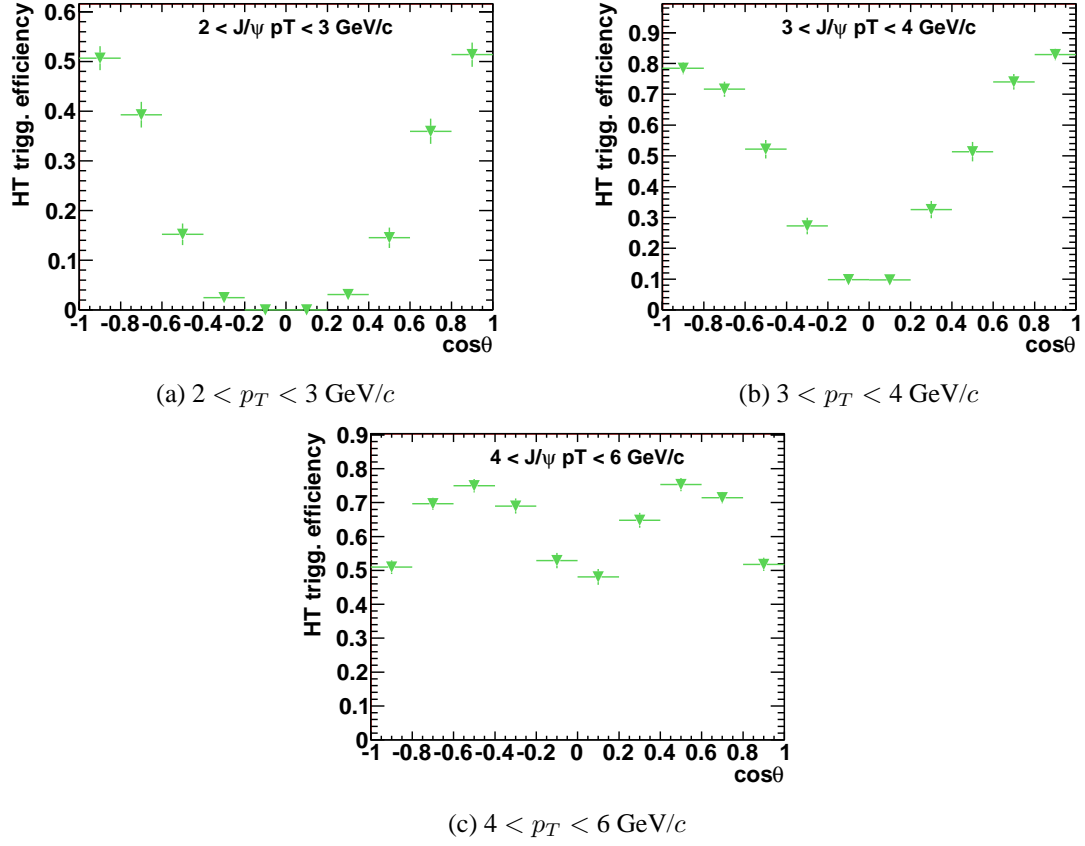 2 < J/ψ pT < 3 GeV/c
HT trigg. efficiency
0.6
0.5
0.4
0.3
0.2
0.1
0
-1 -0.8 -0.6 -0.4 -0.2 0 0.2 0.4 0.6 0.8 1
cosθ
(a) 2 < p_T < 3 GeV/c
3 < J/ψ pT < 4 GeV/c
HT trigg. efficiency
0.9
0.8
0.7
0.6
0.5
0.4
0.3
0.2
0.1
0
-1 -0.8 -0.6 -0.4 -0.2 0 0.2 0.4 0.6 0.8 1
cosθ
(b) 3 < p_T < 4 GeV/c
4 < J/ψ pT < 6 GeV/c
HT trigg. efficiency
0.9
0.8
0.7
0.6
0.5
0.4
0.3
0.2
0.1
0
-1 -0.8 -0.6 -0.4 -0.2 0 0.2 0.4 0.6 0.8 1
cosθ
(c) 4 < p_T < 6 GeV/c